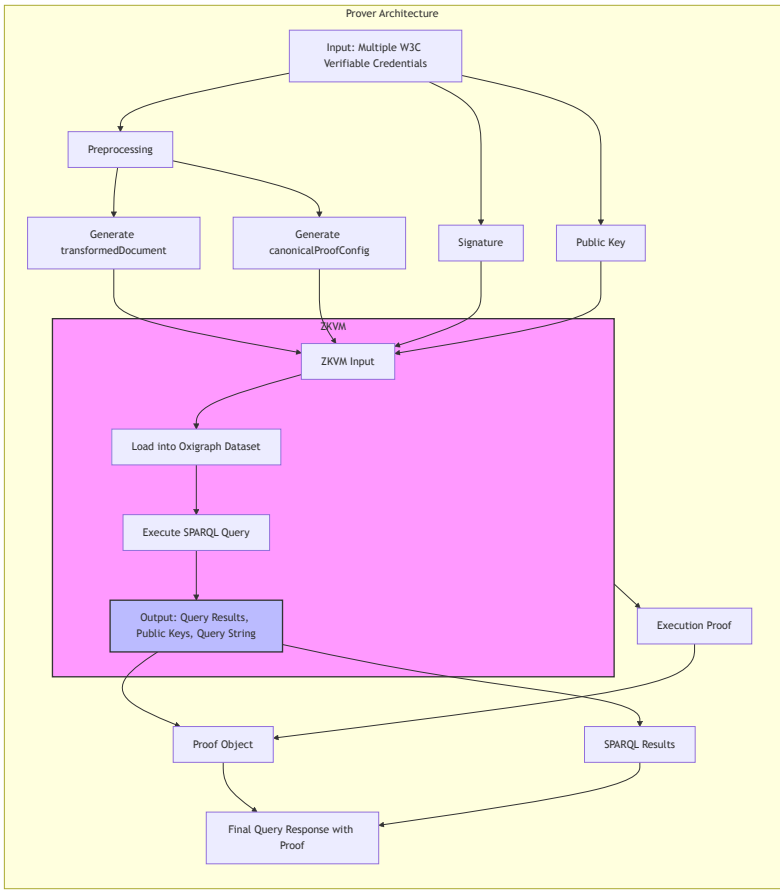 Prover Architecture
Input: Multiple W3C
Verifiable Credentials
Preprocessing
Generate
transformedDocument
Generate
canonicalProofConfig
Signature
Public Key
ZKVM
ZKVM Input
Load into Oxigraph Dataset
Execute SPARQL Query
Output: Query Results,
Public Keys, Query String
Execution Proof
Proof Object
SPARQL Results
Final Query Response with
Proof